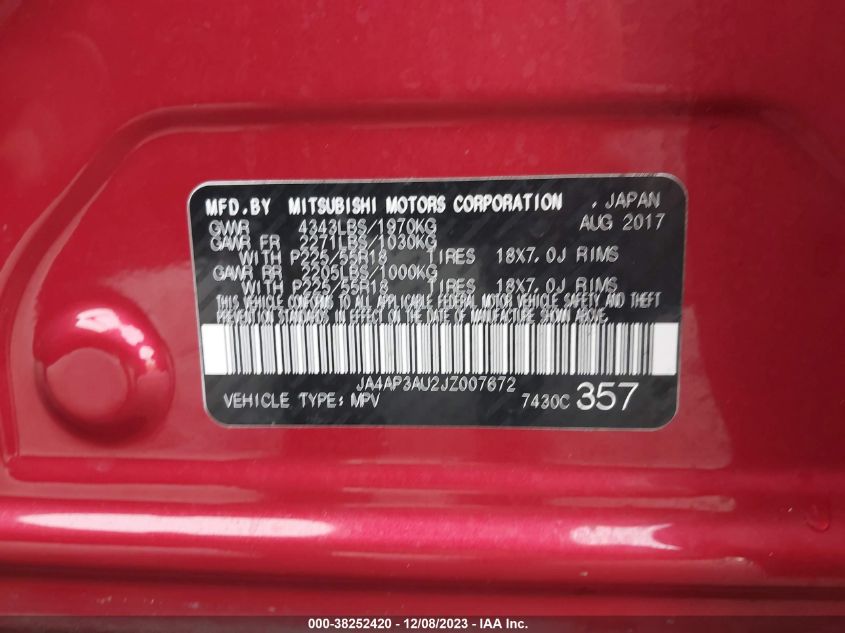 MFD.BY MITSUBISHI MOTORS CORPORATION , JAPAN
GVWR 4343LBS/1970KG AUG 2017
GAWR FR 2271LBS/1030KG
WITH P225/55R18 TIRES 18X7.0J RIMS
GAWR RR 2205LBS/1000KG
WITH P225/55R18 TIRES 18X7.0J RIMS
THIS VEHICLE CONFORMS TO ALL APPLICABLE FEDERAL MOTOR VEHICLE SAFETY AND THEFT
PREVENTION STANDARDS IN EFFECT ON THE DATE OF MANUFACTURE SHOWN ABOVE.
JA4AP3AU2JZ007672
VEHICLE TYPE: MPV 7430C 357
000-38252420 - 12/08/2023 - IAA Inc.